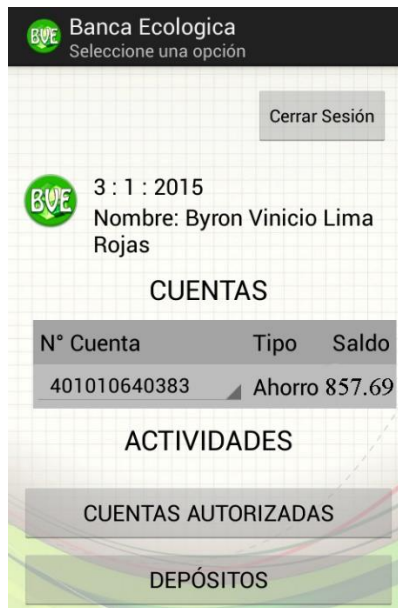 BVE Banca Ecologica
Seleccione una opción
Cerrar Sesión
BVE 3 : 1 : 2015
Nombre: Byron Vinicio Lima
Rojas
CUENTAS
N° Cuenta Tipo Saldo
401010640383 Ahorro 857.69
ACTIVIDADES
CUENTAS AUTORIZADAS
DEPÓSITOS